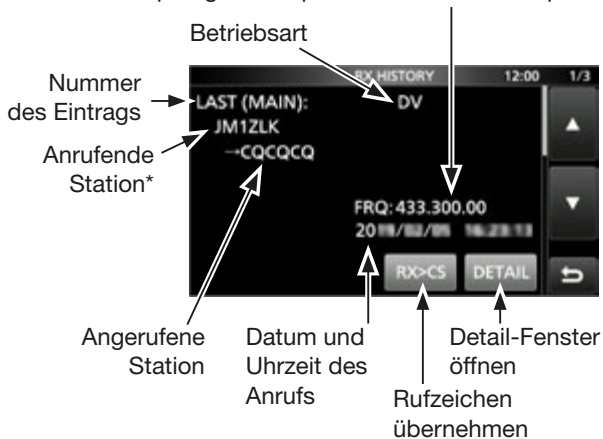 Betriebsart
Nummer
des Eintrags
Anrufende
Station*
RX HISTORY 12:00 1/3
LAST (MAIN): DV
JM1ZLK
→CQCQCQ
FRQ: 433.300.00
RX>CS DETAIL
Angerufene
Station
Datum und
Uhrzeit des
Anrufs
Detail-Fenster
öffnen
Rufzeichen
übernehmen